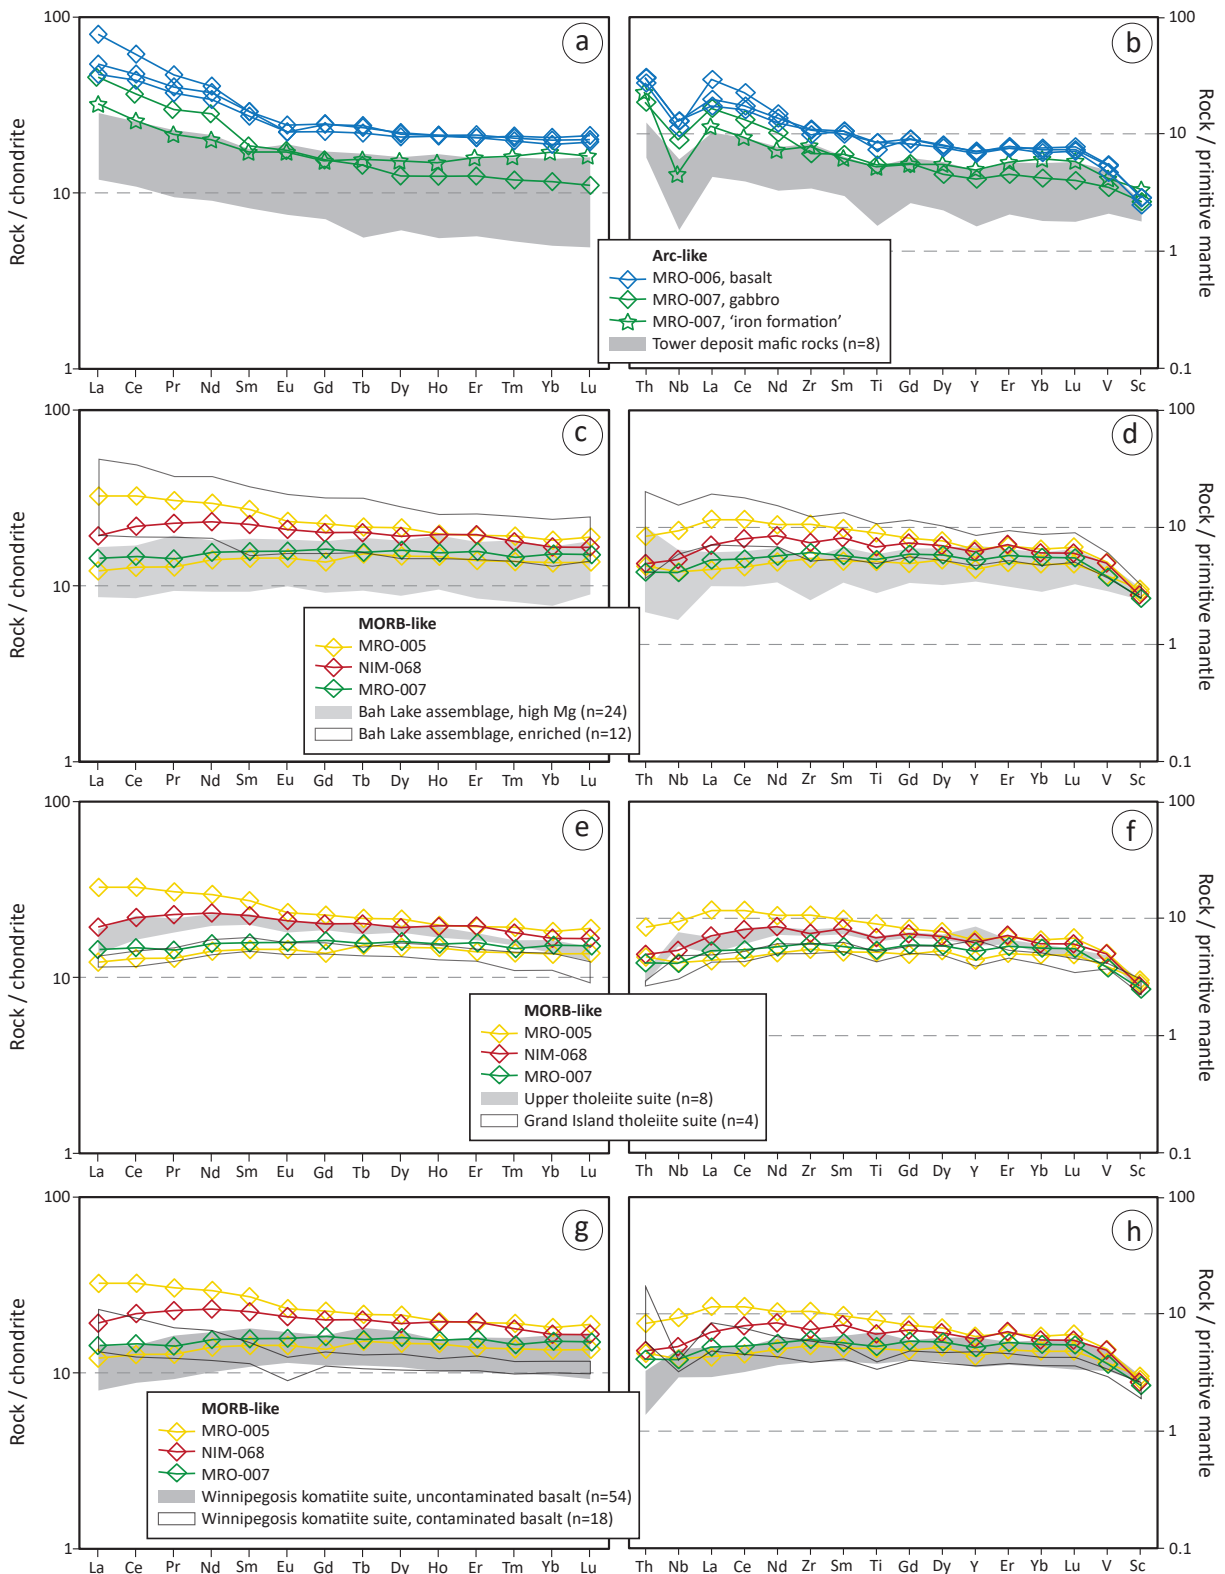 100
10
1
Rock / chondrite
a
La Ce Pr Nd Sm Eu Gd Tb Dy Ho Er Tm Yb Lu
b
100
10
1
0.1
Rock / primitive mantle
Th Nb La Ce Nd Zr Sm Ti Gd Dy Y Er Yb Lu V Sc
Arc-like
MRO-006, basalt
MRO-007, gabbro
MRO-007, ‘iron formation’
Tower deposit mafic rocks (n=8)
100
10
1
Rock / chondrite
c
La Ce Pr Nd Sm Eu Gd Tb Dy Ho Er Tm Yb Lu
d
100
10
1
0.1
Rock / primitive mantle
Th Nb La Ce Nd Zr Sm Ti Gd Dy Y Er Yb Lu V Sc
MORB-like
MRO-005
NIM-068
MRO-007
Bah Lake assemblage, high Mg (n=24)
Bah Lake assemblage, enriched (n=12)
100
10
1
Rock / chondrite
e
La Ce Pr Nd Sm Eu Gd Tb Dy Ho Er Tm Yb Lu
f
100
10
1
0.1
Rock / primitive mantle
Th Nb La Ce Nd Zr Sm Ti Gd Dy Y Er Yb Lu V Sc
MORB-like
MRO-005
NIM-068
MRO-007
Upper tholeiite suite (n=8)
Grand Island tholeiite suite (n=4)
100
10
1
Rock / chondrite
g
La Ce Pr Nd Sm Eu Gd Tb Dy Ho Er Tm Yb Lu
h
100
10
1
0.1
Rock / primitive mantle
Th Nb La Ce Nd Zr Sm Ti Gd Dy Y Er Yb Lu V Sc
MORB-like
MRO-005
NIM-068
MRO-007
Winnipegosis komatiite suite, uncontaminated basalt (n=54)
Winnipegosis komatiite suite, contaminated basalt (n=18)